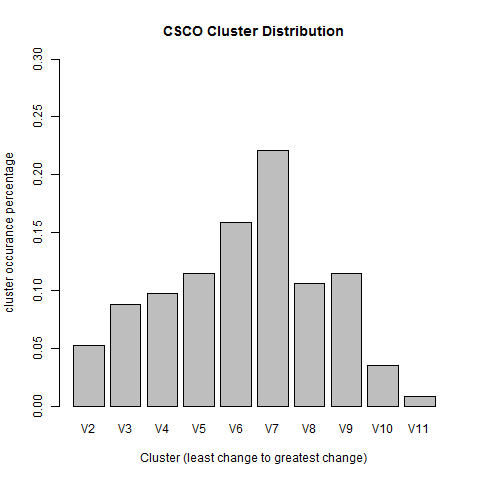 CSCO Cluster Distribution
cluster occurance percentage
0.30
0.25
0.20
0.15
0.10
0.05
0.00
V2 V3 V4 V5 V6 V7 V8 V9 V10 V11
Cluster (least change to greatest change)